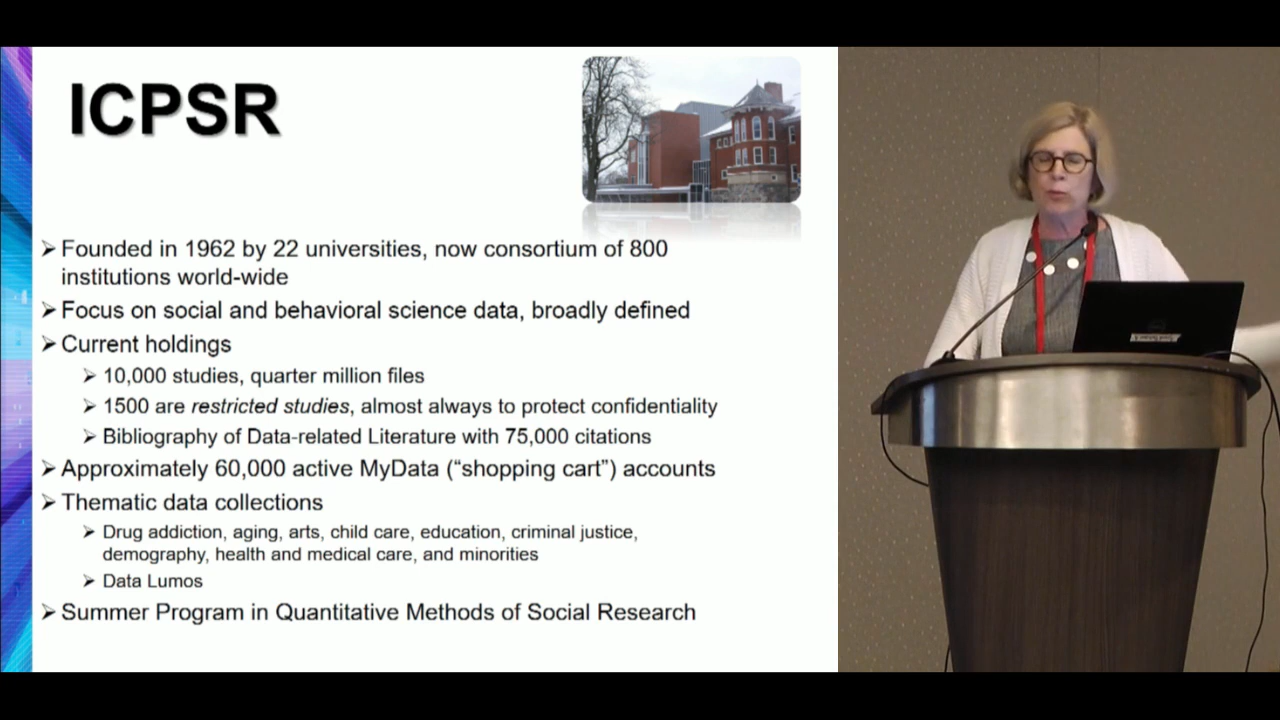 ICPSR
➢ Founded in 1962 by 22 universities, now consortium of 800
institutions world-wide
➢ Focus on social and behavioral science data, broadly defined
➢ Current holdings
➢ 10,000 studies, quarter million files
➢ 1500 are restricted studies, almost always to protect confidentiality
➢ Bibliography of Data-related Literature with 75,000 citations
➢ Approximately 60,000 active MyData (“shopping cart”) accounts
➢ Thematic data collections
➢ Drug addiction, aging, arts, child care, education, criminal justice,
demography, health and medical care, and minorities
➢ Data Lumos
➢ Summer Program in Quantitative Methods of Social Research